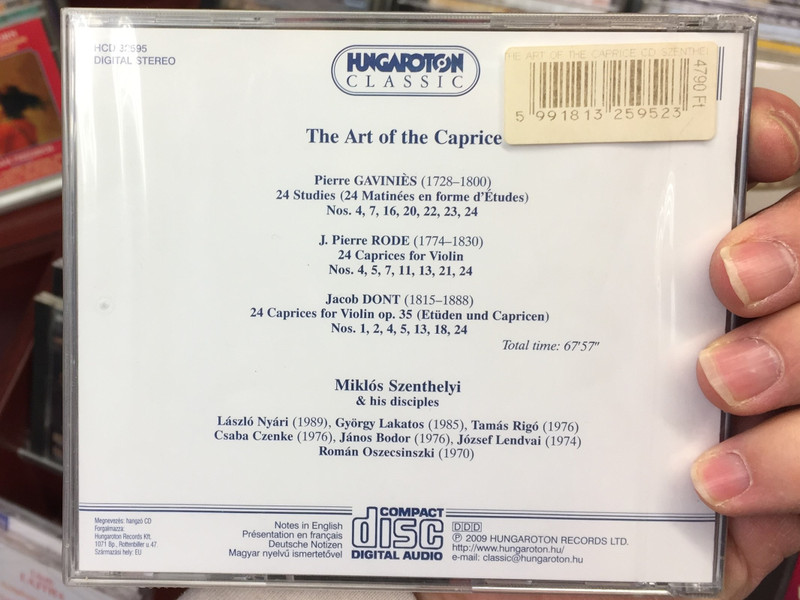 HCD 32595
DIGITAL STEREO
HUNGAROTON
CLASSIC
THE ART OF THE CAPRICE CD SZENTHE
4790 Ft
5 991813 259523
The Art of the Caprice
Pierre GAVINIÈS (1728–1800)
24 Studies (24 Matinées en forme d'Études)
Nos. 4, 7, 16, 20, 22, 23, 24
J. Pierre RODE (1774–1830)
24 Caprices for Violin
Nos. 4, 5, 7, 11, 13, 21, 24
Jacob DONT (1815–1888)
24 Caprices for Violin op. 35 (Etüden und Capricen)
Nos. 1, 2, 4, 5, 13, 18, 24
Total time: 67'57"
Miklós Szenthelyi
& his disciples
László Nyári (1989), György Lakatos (1985), Tamás Rigó (1976)
Csaba Czenke (1976), János Bodor (1976), József Lendvai (1974)
Román Oszecsinszki (1970)
Megnevezés: hangzó CD
Forgalmazza:
Hungaroton Records Kft.
1071 Bp., Rottenbiller u.47.
Származási hely: EU
Notes in English
Présentation en français
Deutsche Notizen
Magyar nyelvű ismertetővel
COMPACT
disc
DIGITAL AUDIO
DDD
℗ 2009 HUNGAROTON RECORDS LTD.
http://www.hungaroton.hu/
e-mail: classic@hungaroton.hu